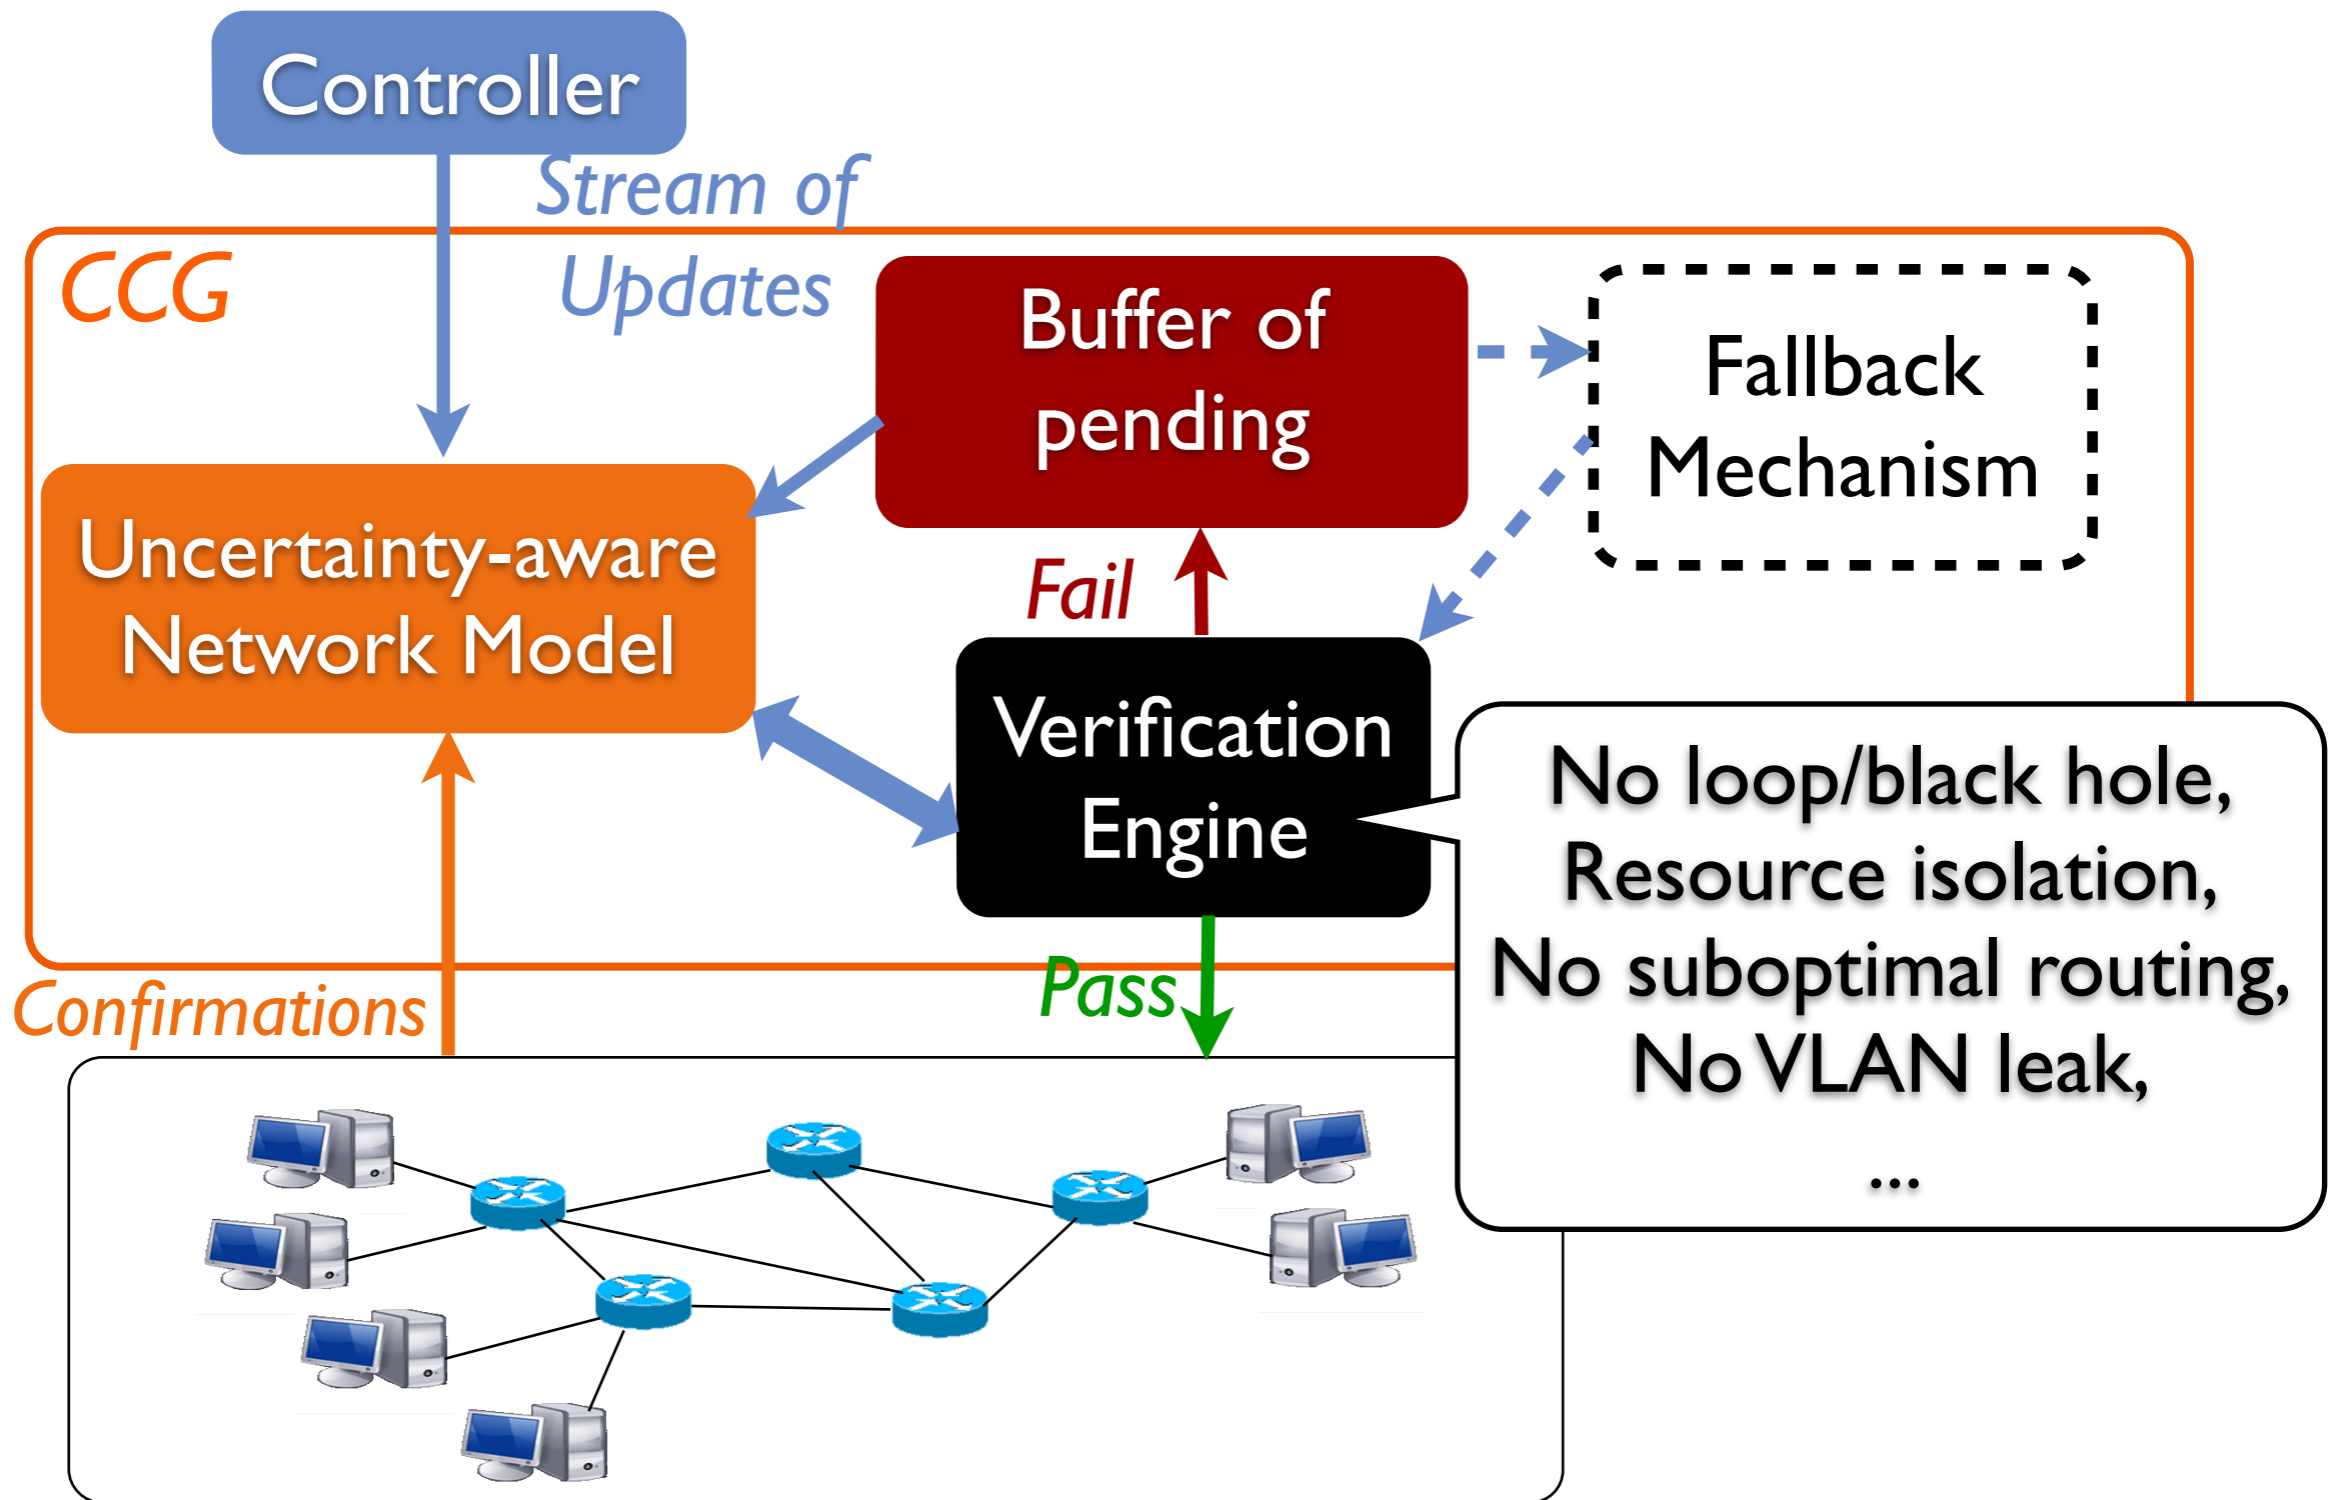 Controller
Stream of
Updates
CCG
Buffer of
pending
Fallback
Mechanism
Uncertainty-aware
Network Model
Fail
Verification
Engine
No loop/black hole,
Resource isolation,
No suboptimal routing,
No VLAN leak,
...
Pass
Confirmations